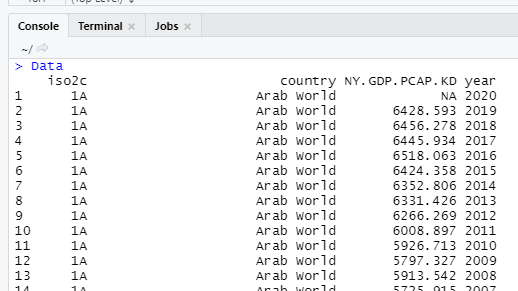 (Top Level)
Console Terminal Jobs
~/
> Data
iso2c country NY.GDP.PCAP.KD year
1 1A Arab World NA 2020
2 1A Arab World 6428.593 2019
3 1A Arab World 6456.278 2018
4 1A Arab World 6445.934 2017
5 1A Arab World 6518.063 2016
6 1A Arab World 6424.358 2015
7 1A Arab World 6352.806 2014
8 1A Arab World 6331.426 2013
9 1A Arab World 6266.269 2012
10 1A Arab World 6008.897 2011
11 1A Arab World 5926.713 2010
12 1A Arab World 5797.327 2009
13 1A Arab World 5913.542 2008
14 1A Arab World 5725.915 2007